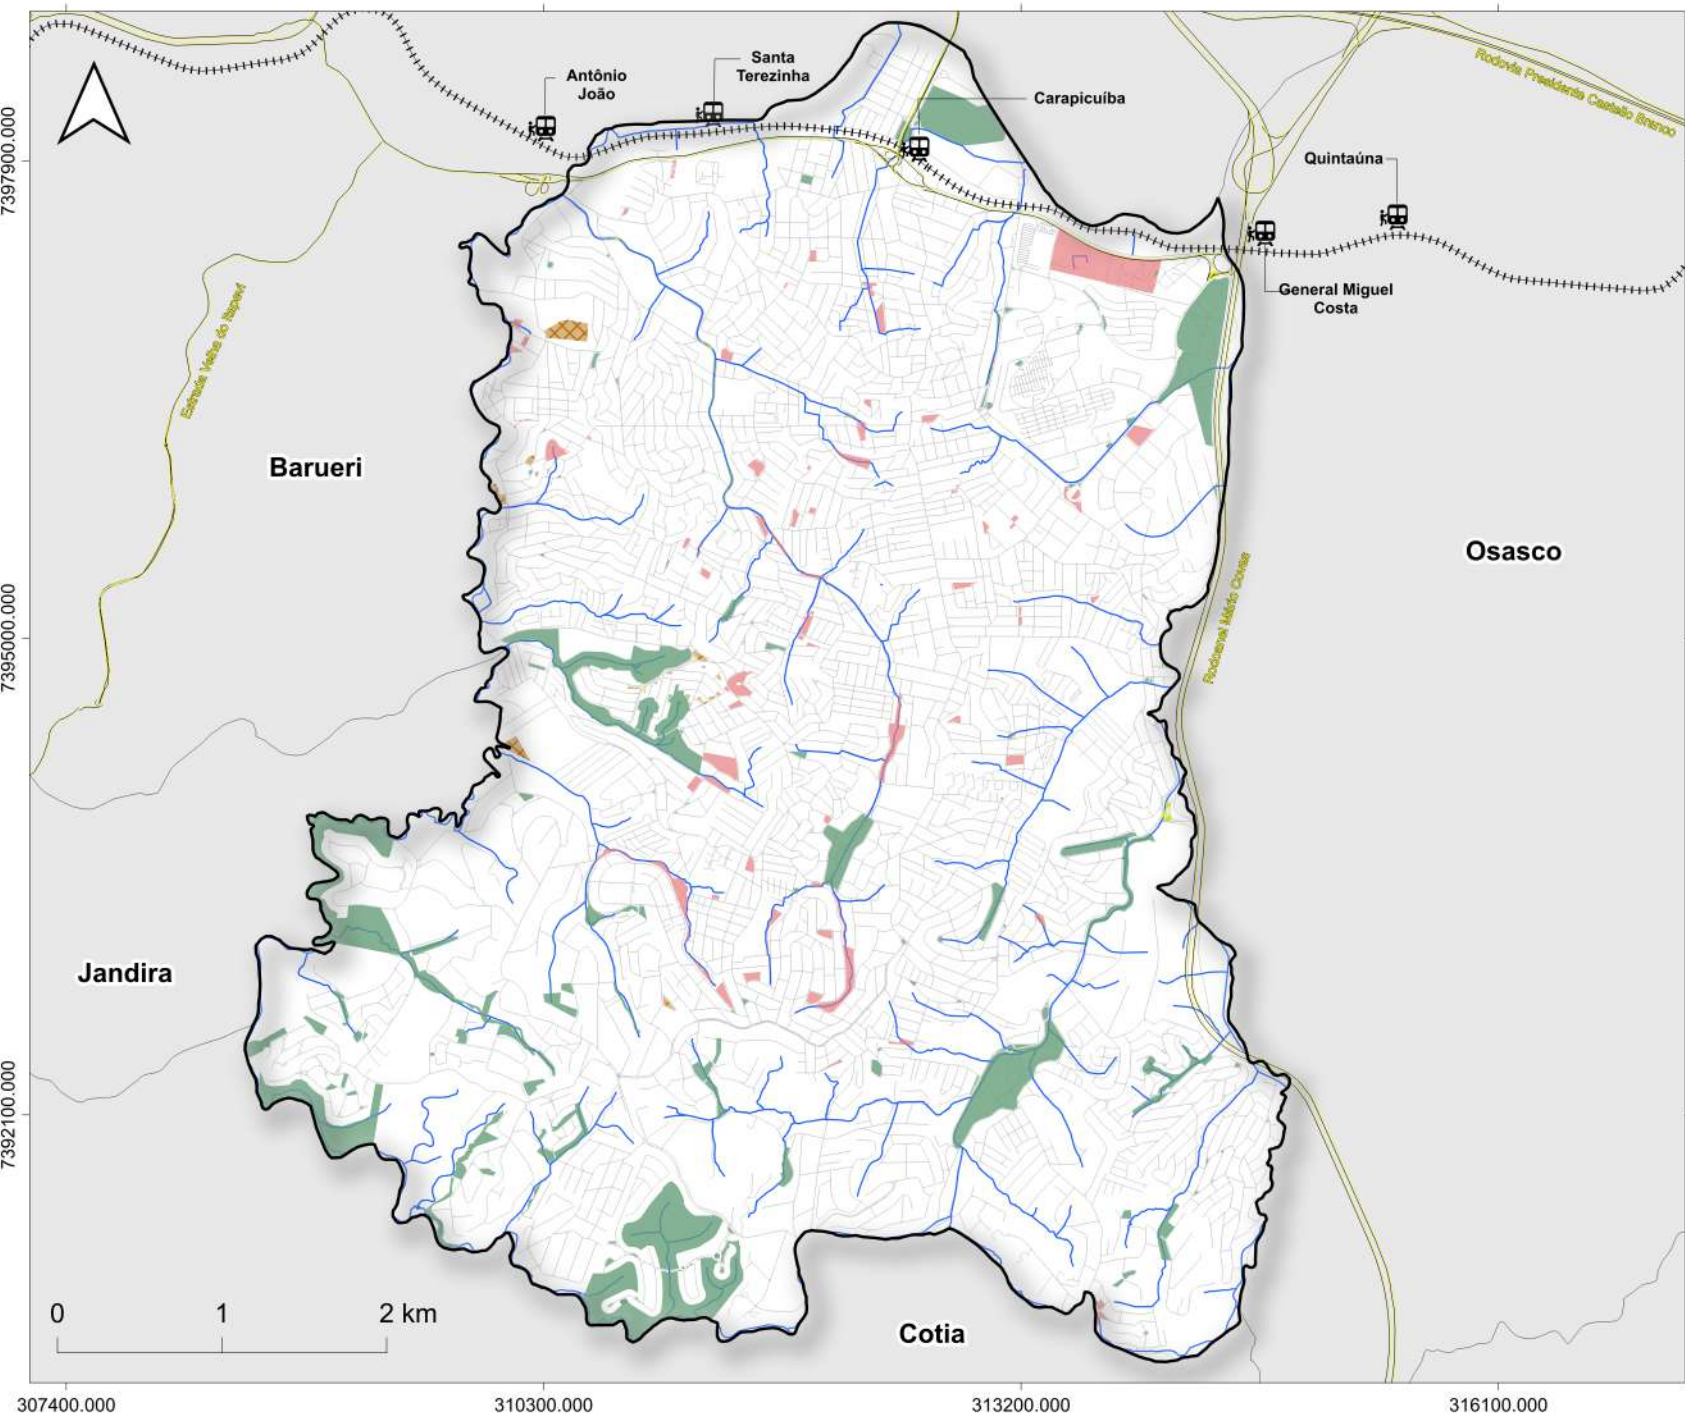 Santa
Terezinha
Antônio
João
Carapicuíba
Rodovia Presidente Castello Branco
Quintaúna
General Miguel
Costa
Estrada Velha do Itapevi
Barueri
Osasco
Rodoanel Mário Covas
Jandira
Cotia
0 1 2 km
7397900.000
7395000.000
7392100.000
307400.000 310300.000 313200.000 316100.000